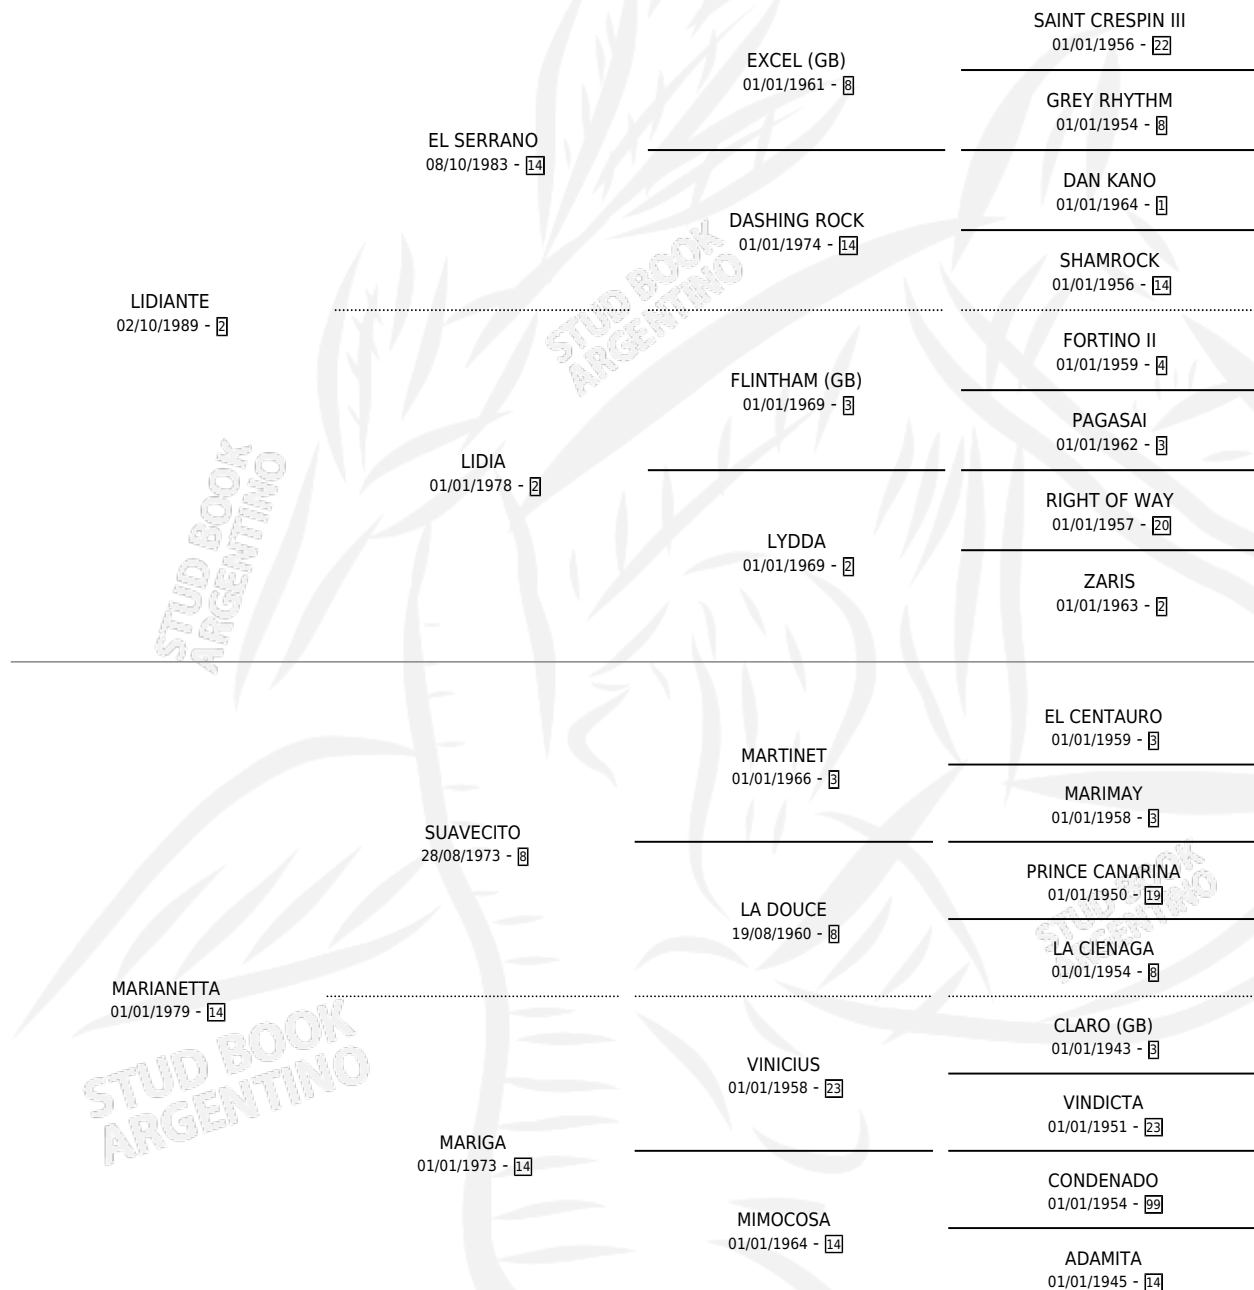 SAINT CRESPIN III
01/01/1956 - 22
EXCEL (GB)
01/01/1961 - 8
GREY RHYTHM
01/01/1954 - 8
EL SERRANO
08/10/1983 - 14
DAN KANO
01/01/1964 - 1
DASHING ROCK
01/01/1974 - 14
SHAMROCK
01/01/1956 - 14
LIDIANTE
02/10/1989 - 2
STUD BOOK
ARGENTINO
FORTINO II
01/01/1959 - 4
FLINTHAM (GB)
01/01/1969 - 3
PAGASAI
01/01/1962 - 3
LIDIA
01/01/1978 - 2
RIGHT OF WAY
01/01/1957 - 20
LYDDA
01/01/1969 - 2
ZARIS
01/01/1963 - 2
STUD BOOK
ARGENTINO
EL CENTAURO
01/01/1959 - 3
MARTINET
01/01/1966 - 3
MARIMAY
01/01/1958 - 3
SUAVECITO
28/08/1973 - 8
PRINCE CANARINA
01/01/1950 - 19
LA DOUCE
19/08/1960 - 8
LA CIENAGA
01/01/1954 - 8
STUD BOOK
ARGENTINO
MARIANETTA
01/01/1979 - 14
CLARO (GB)
01/01/1943 - 3
VINICIUS
01/01/1958 - 23
VINDICTA
01/01/1951 - 23
STUD BOOK
ARGENTINO
MARIGA
01/01/1973 - 14
CONDENADO
01/01/1954 - 99
MIMOCOSA
01/01/1964 - 14
ADAMITA
01/01/1945 - 14